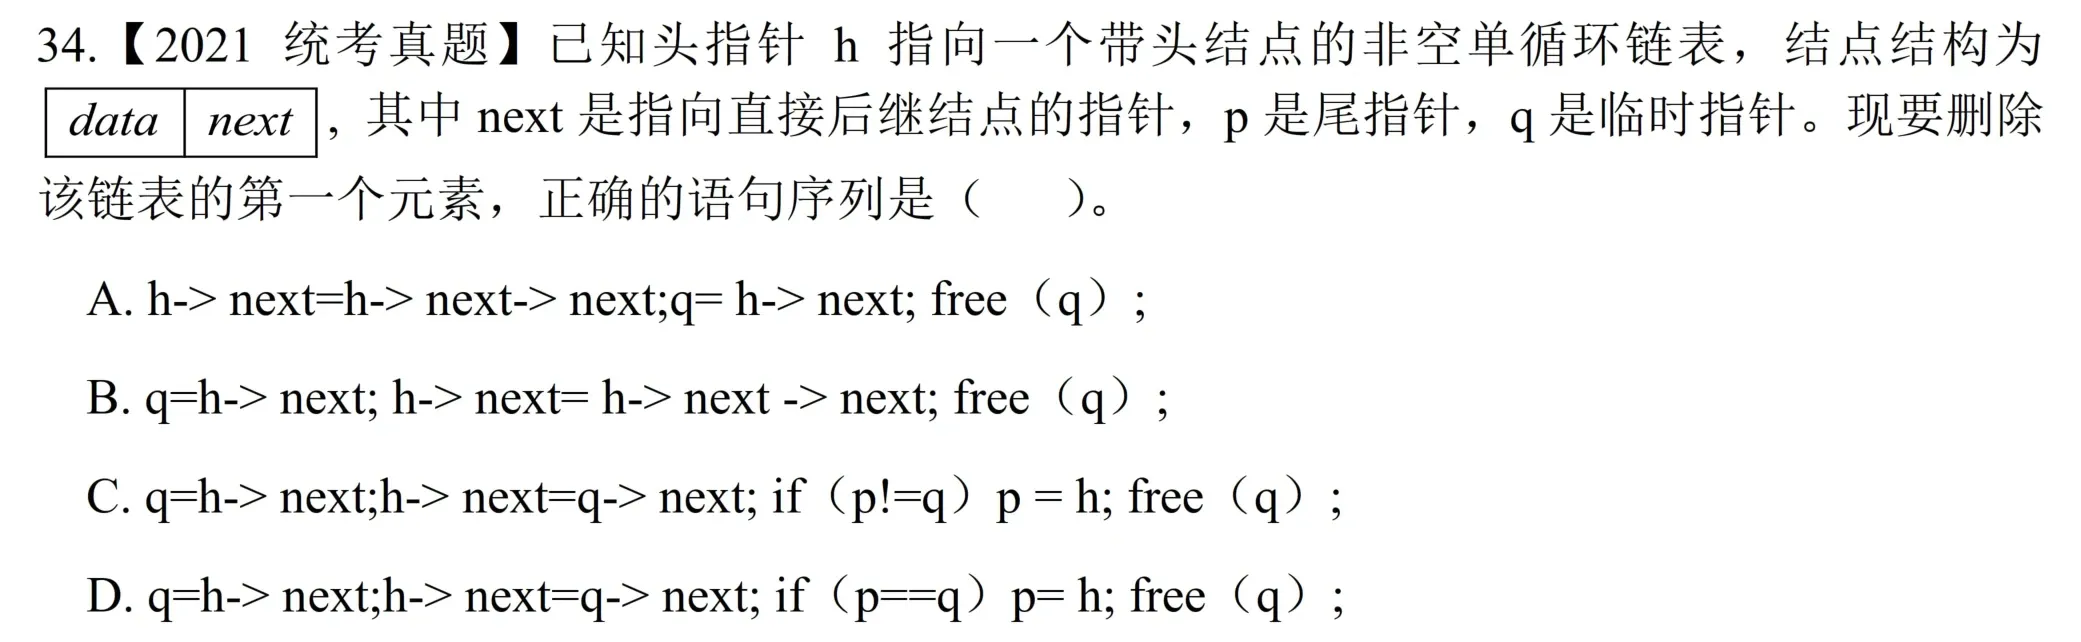 34.【2021 统考真题】已知头指针 h 指向一个带头结点的非空单循环链表，结点结构为
data next，其中 next 是指向直接后继结点的指针，p 是尾指针，q 是临时指针。现要删除
该链表的第一个元素，正确的语句序列是（ ）。
A. h-> next=h-> next-> next;q= h-> next; free（q）;
B. q=h-> next; h-> next= h-> next -> next; free（q）;
C. q=h-> next;h-> next=q-> next; if（p!=q）p = h; free（q）;
D. q=h-> next;h-> next=q-> next; if（p==q）p= h; free（q）;